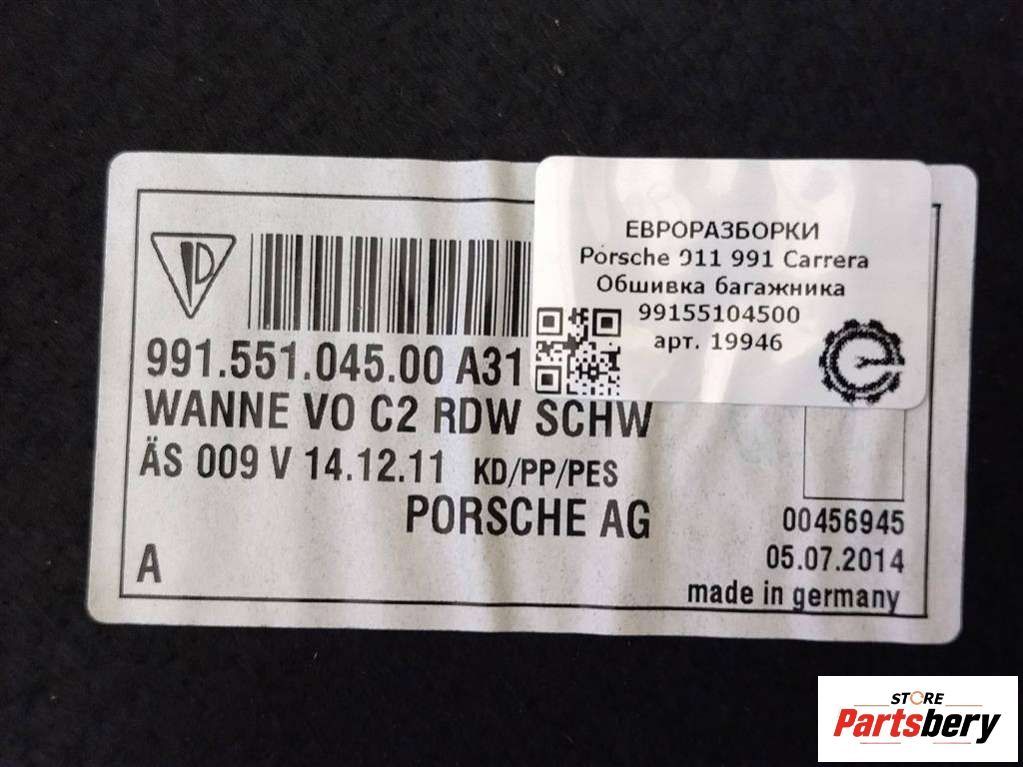 ЕВРОРАЗБОРКИ
Porsche 911 991 Carrera
Обшивка багажника
99155104500
арт. 19946
991.551.045.00 A31
WANNE VO C2 RDW SCHW
ÄS 009 V 14.12.11 KD/PP/PES
PORSCHE AG
00456945
05.07.2014
A
made in germany
STORE
Partsbery